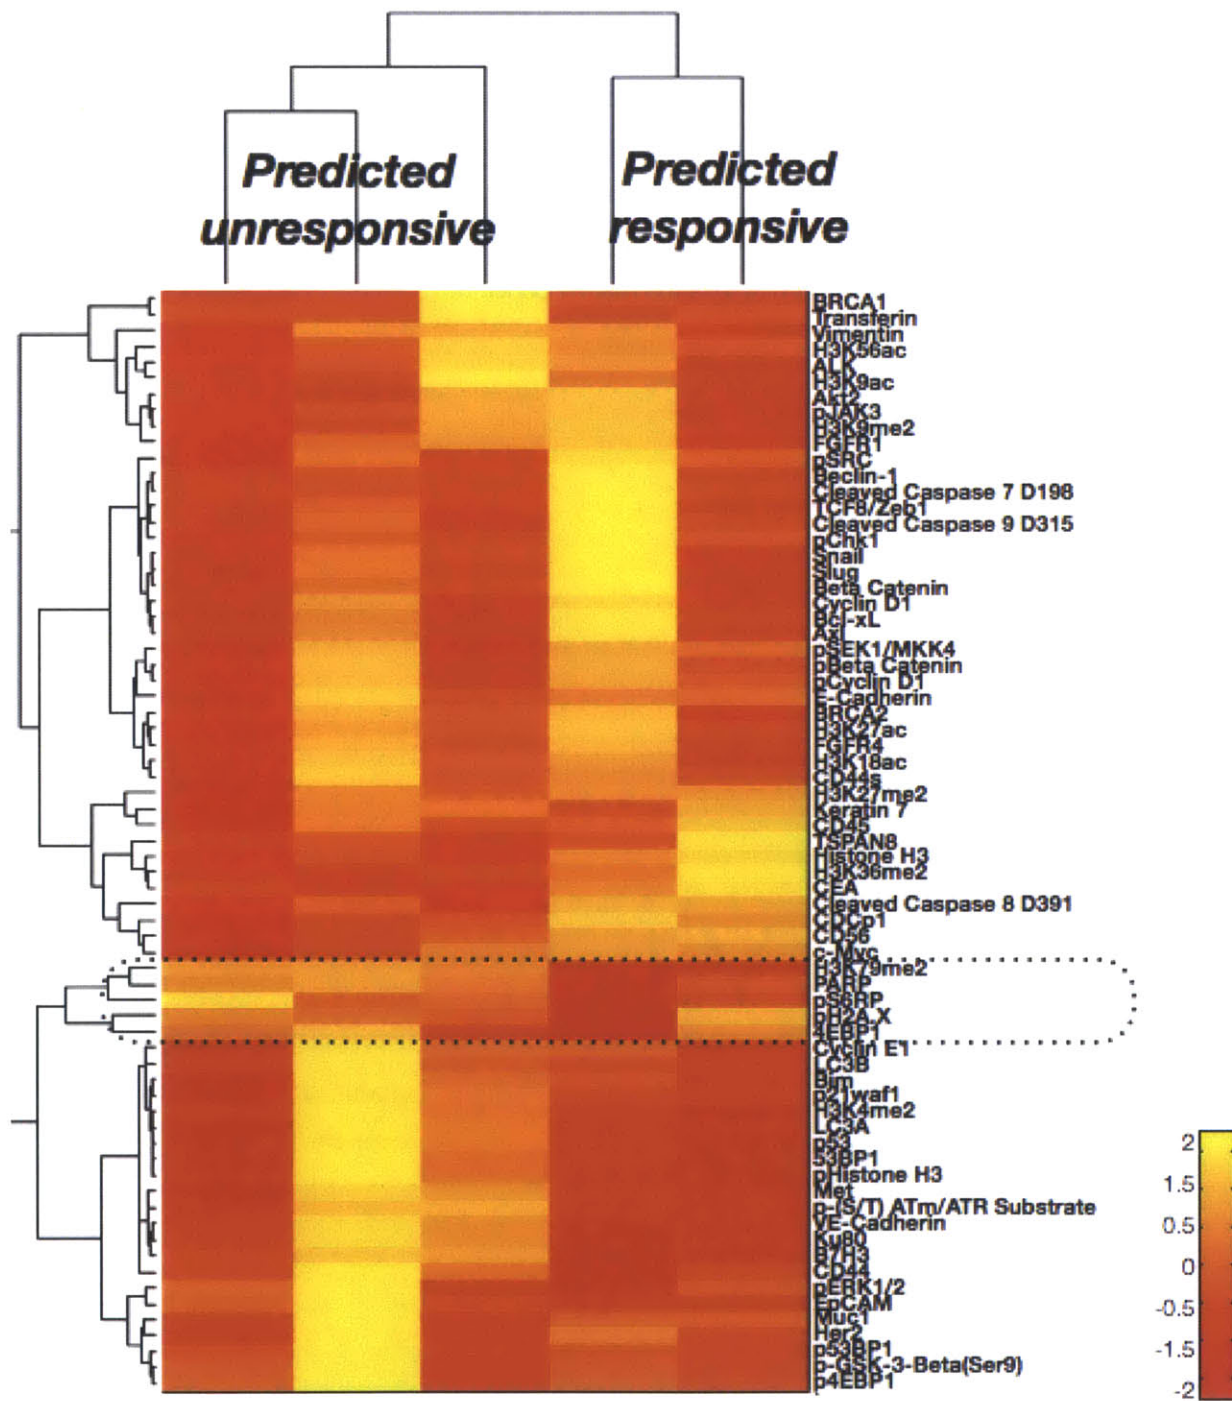 Predicted
unresponsive
Predicted
responsive
BRCA1
Transferin
Vimentin
H3K56ac
ALK
H3K9ac
Akt2
pJAK3
H3K9me2
FGFR1
pSRC
Beclin-1
Cleaved Caspase 7 D198
TCF8/Zeb1
Cleaved Caspase 9 D315
pChk1
Snail
Slug
Beta Catenin
Cyclin D1
Bcl-xL
Axl
pSEK1/MKK4
pBeta Catenin
pCyclin D1
E-Cadherin
BRCA2
H3K27ac
FGFR4
H3K18ac
CD44s
H3K27me2
Keratin 7
CD45
TSPAN8
Histone H3
H3K36me2
CEA
Cleaved Caspase 8 D391
CDCp1
CD56
c-Myc
H3K79me2
PARP
pS6RP
pH2A.X
4EBP1
Cyclin E1
LC3B
Bim
p21waf1
H3K4me2
LC3A
p53
53BP1
pHistone H3
Met
p-(S/T) ATm/ATR Substrate
VE-Cadherin
Ku80
B7H3
CD44
pERK1/2
EpCAM
Muc1
Her2
p53BP1
p-GSK-3-Beta(Ser9)
p4EBP1
2
1.5
0.5
0
-0.5
-1.5
-2